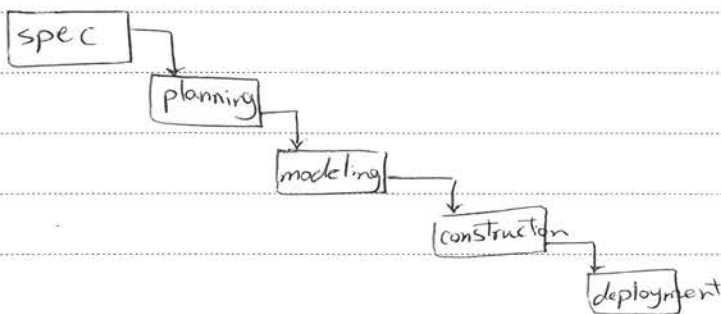 spec
planning
modeling
construction
deployment